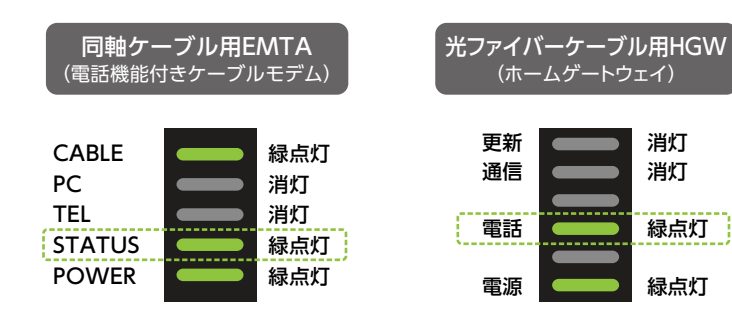 同軸ケーブル用EMTA
（電話機能付きケーブルモデム）
CABLE 緑点灯
PC 消灯
TEL 消灯
STATUS 緑点灯
POWER 緑点灯
光ファイバーケーブル用HGW
（ホームゲートウェイ）
更新 消灯
通信 消灯
電話 緑点灯
電源 緑点灯